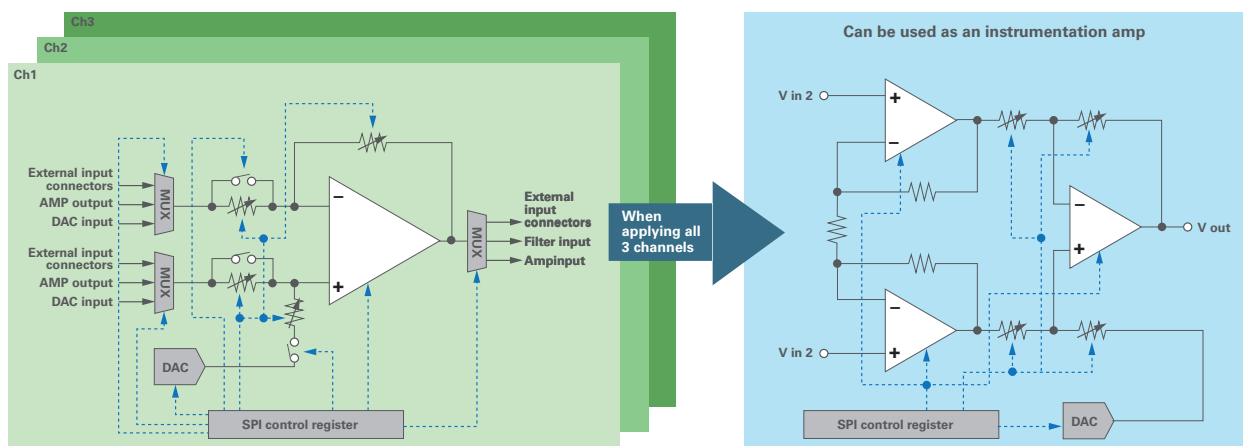 Ch3
Ch2
Ch1
External input
connectors
AMP output
DAC input
MUX
External input
connectors
AMP output
DAC input
MUX
−
+
DAC
SPI control register
MUX
External
input
connectors
Filter input
Ampinput
When
applying all
3 channels
Can be used as an instrumentation amp
V in 2
+
−
−
+
V out
−
+
V in 2
SPI control register
DAC